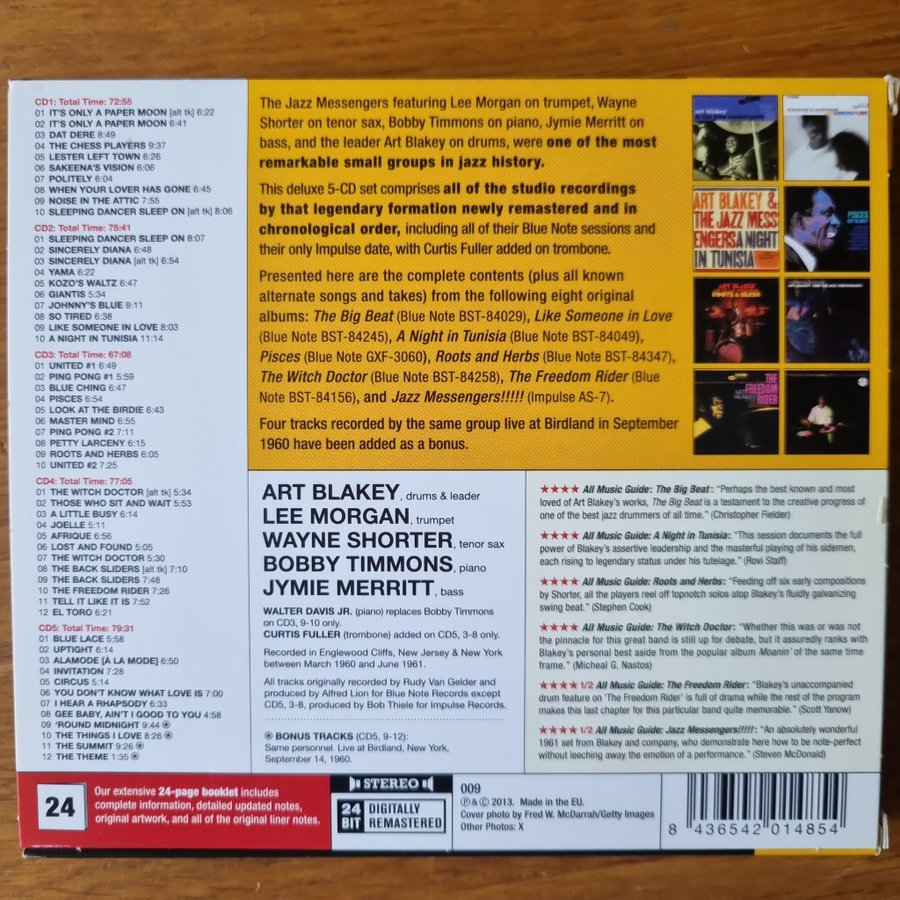 CD1: Total Time: 72:55
01 IT'S ONLY A PAPER MOON [alt tk] 6:22
02 IT'S ONLY A PAPER MOON 6:41
03 DAT DERE 8:49
04 THE CHESS PLAYERS 9:37
05 LESTER LEFT TOWN 6:26
06 SAKEENA'S VISION 6:06
07 POLITELY 6:04
08 WHEN YOUR LOVER HAS GONE 6:45
09 NOISE IN THE ATTIC 7:55
10 SLEEPING DANCER SLEEP ON [alt tk] 8:06
CD2: Total Time: 75:41
01 SLEEPING DANCER SLEEP ON 8:07
02 SINCERELY DIANA 6:48
03 SINCERELY DIANA [alt tk] 6:54
04 YAMA 6:22
05 KOZO'S WALTZ 6:47
06 GIANTIS 5:34
07 JOHNNY'S BLUE 9:11
08 SO TIRED 6:38
09 LIKE SOMEONE IN LOVE 8:03
10 A NIGHT IN TUNISIA 11:14
CD3: Total Time: 67:08
01 UNITED #1 6:49
02 PING PONG #1 5:59
03 BLUE CHING 6:47
04 PISCES 6:54
05 LOOK AT THE BIRDIE 6:43
06 MASTER MIND 6:55
07 PING PONG #2 7:11
08 PETTY LARCENY 6:15
09 ROOTS AND HERBS 6:05
10 UNITED #2 7:25
CD4: Total Time: 77:05
01 THE WITCH DOCTOR [alt tk] 5:34
02 THOSE WHO SIT AND WAIT 5:53
03 A LITTLE BUSY 6:14
04 JOELLE 5:11
05 AFRIQUE 6:56
06 LOST AND FOUND 5:05
07 THE WITCH DOCTOR 5:30
08 THE BACK SLIDERS [alt tk] 7:10
09 THE BACK SLIDERS 7:48
10 THE FREEDOM RIDER 7:26
11 TELL IT LIKE IT IS 7:52
12 EL TORO 6:21
CD5: Total Time: 79:31
01 BLUE LACE 5:58
02 UPTIGHT 6:14
03 ALAMODE [À LA MODE] 6:50
04 INVITATION 7:28
05 CIRCUS 5:14
06 YOU DON'T KNOW WHAT LOVE IS 7:00
07 I HEAR A RHAPSODY 6:33
08 GEE BABY, AIN'T I GOOD TO YOU 4:58
09 'ROUND MIDNIGHT 9:44
10 THE THINGS I LOVE 8:26
11 THE SUMMIT 9:26
12 THE THEME 1:35
The Jazz Messengers featuring Lee Morgan on trumpet, Wayne
Shorter on tenor sax, Bobby Timmons on piano, Jymie Merritt on
bass, and the leader Art Blakey on drums, were one of the most
remarkable small groups in jazz history.
This deluxe 5-CD set comprises all of the studio recordings
by that legendary formation newly remastered and in
chronological order, including all of their Blue Note sessions and
their only Impulse date, with Curtis Fuller added on trombone.
Presented here are the complete contents (plus all known
alternate songs and takes) from the following eight original
albums: The Big Beat (Blue Note BST-84029), Like Someone in Love
(Blue Note BST-84245), A Night in Tunisia (Blue Note BST-84049),
Pisces (Blue Note GXF-3060), Roots and Herbs (Blue Note BST-84347),
The Witch Doctor (Blue Note BST-84258), The Freedom Rider (Blue
Note BST-84156), and Jazz Messengers!!!!! (Impulse AS-7).
Four tracks recorded by the same group live at Birdland in September
1960 have been added as a bonus.
art blakey
ART BLAKEY &
THE JAZZ MESS
ENGERS A NIGHT
IN TUNISIA
PISCES
ART BLAKEY
ART BLAKEY
ROOTS & HERBS
THE
FREEDOM
RIDER
ART BLAKEY, drums & leader
LEE MORGAN, trumpet
WAYNE SHORTER, tenor sax
BOBBY TIMMONS, piano
JYMIE MERRITT, bass
WALTER DAVIS JR. (piano) replaces Bobby Timmons
on CD3, 9-10 only.
CURTIS FULLER (trombone) added on CD5, 3-8 only.
Recorded in Englewood Cliffs, New Jersey & New York
between March 1960 and June 1961.
All tracks originally recorded by Rudy Van Gelder and
produced by Alfred Lion for Blue Note Records except
CD5, 3-8, produced by Bob Thiele for Impulse Records.
BONUS TRACKS (CD5, 9-12):
Same personnel. Live at Birdland, New York,
September 14, 1960.
★★★★ All Music Guide: The Big Beat: "Perhaps the best known and most
loved of Art Blakey's works, The Big Beat is a testament to the creative progress of
one of the best jazz drummers of all time." (Christopher Fielder)
★★★★ All Music Guide: A Night in Tunisia: "This session documents the full
power of Blakey's assertive leadership and the masterful playing of his sidemen,
each rising to legendary status under his tutelage." (Rovi Staff)
★★★★ All Music Guide: Roots and Herbs: "Feeding off six early compositions
by Shorter, all the players reel off topnotch solos atop Blakey's fluidly galvanizing
swing beat." (Stephen Cook)
★★★★ All Music Guide: The Witch Doctor: "Whether this was or was not
the pinnacle for this great band is still up for debate, but it assuredly ranks with
Blakey's personal best aside from the popular album Moanin' of the same time
frame." (Micheal G. Nastos)
★★★★1/2 All Music Guide: The Freedom Rider: "Blakey's unaccompanied
drum feature on 'The Freedom Rider' is full of drama while the rest of the program
makes this last chapter for this particular band quite memorable." (Scott Yanow)
★★★★1/2 All Music Guide: Jazz Messengers!!!!!: "An absolutely wonderful
1961 set from Blakey and company, who demonstrate here how to be note-perfect
without leeching away the emotion of a performance." (Steven McDonald)
24
Our extensive 24-page booklet includes
complete information, detailed updated notes,
original artwork, and all of the original liner notes.
STEREO
24 BIT
DIGITALLY
REMASTERED
009
Ⓟ&© 2013. Made in the EU.
Cover photo by Fred W. McDarrah/Getty Images
Other Photos: X
8 436542 014854